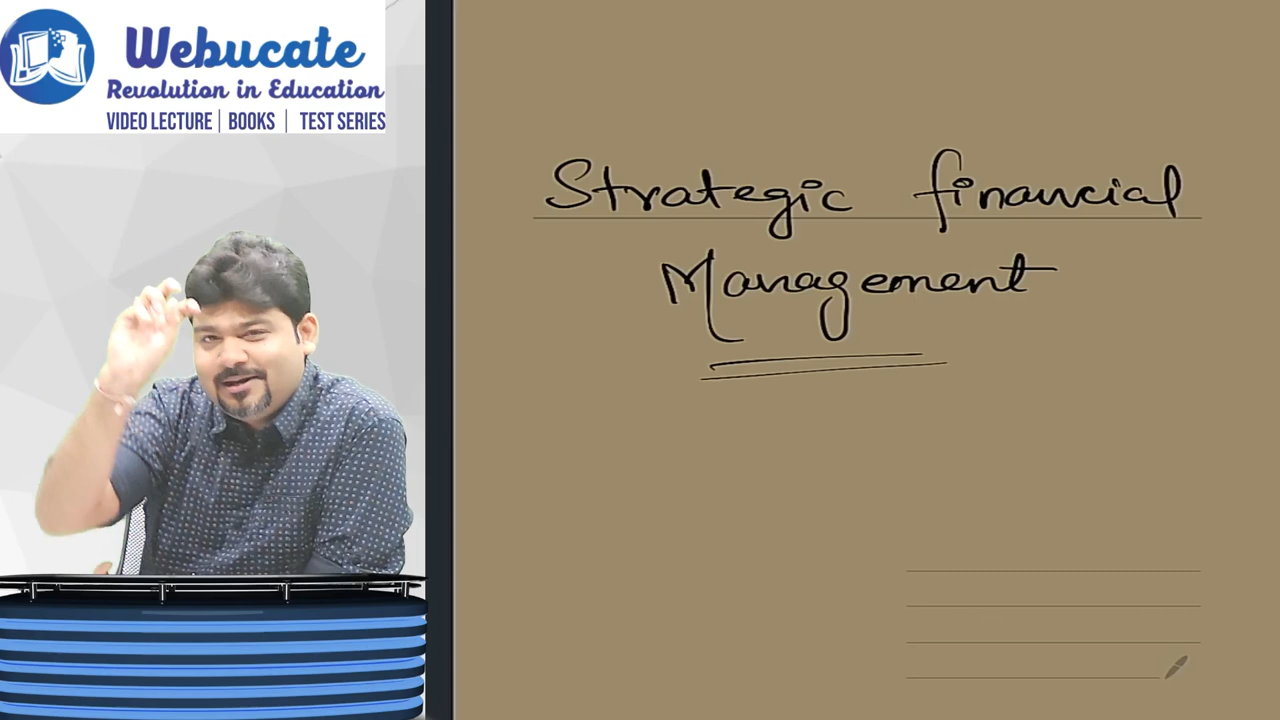 Webucate
Revolution in Education
VIDEO LECTURE | BOOKS | TEST SERIES
Strategic financial
Management